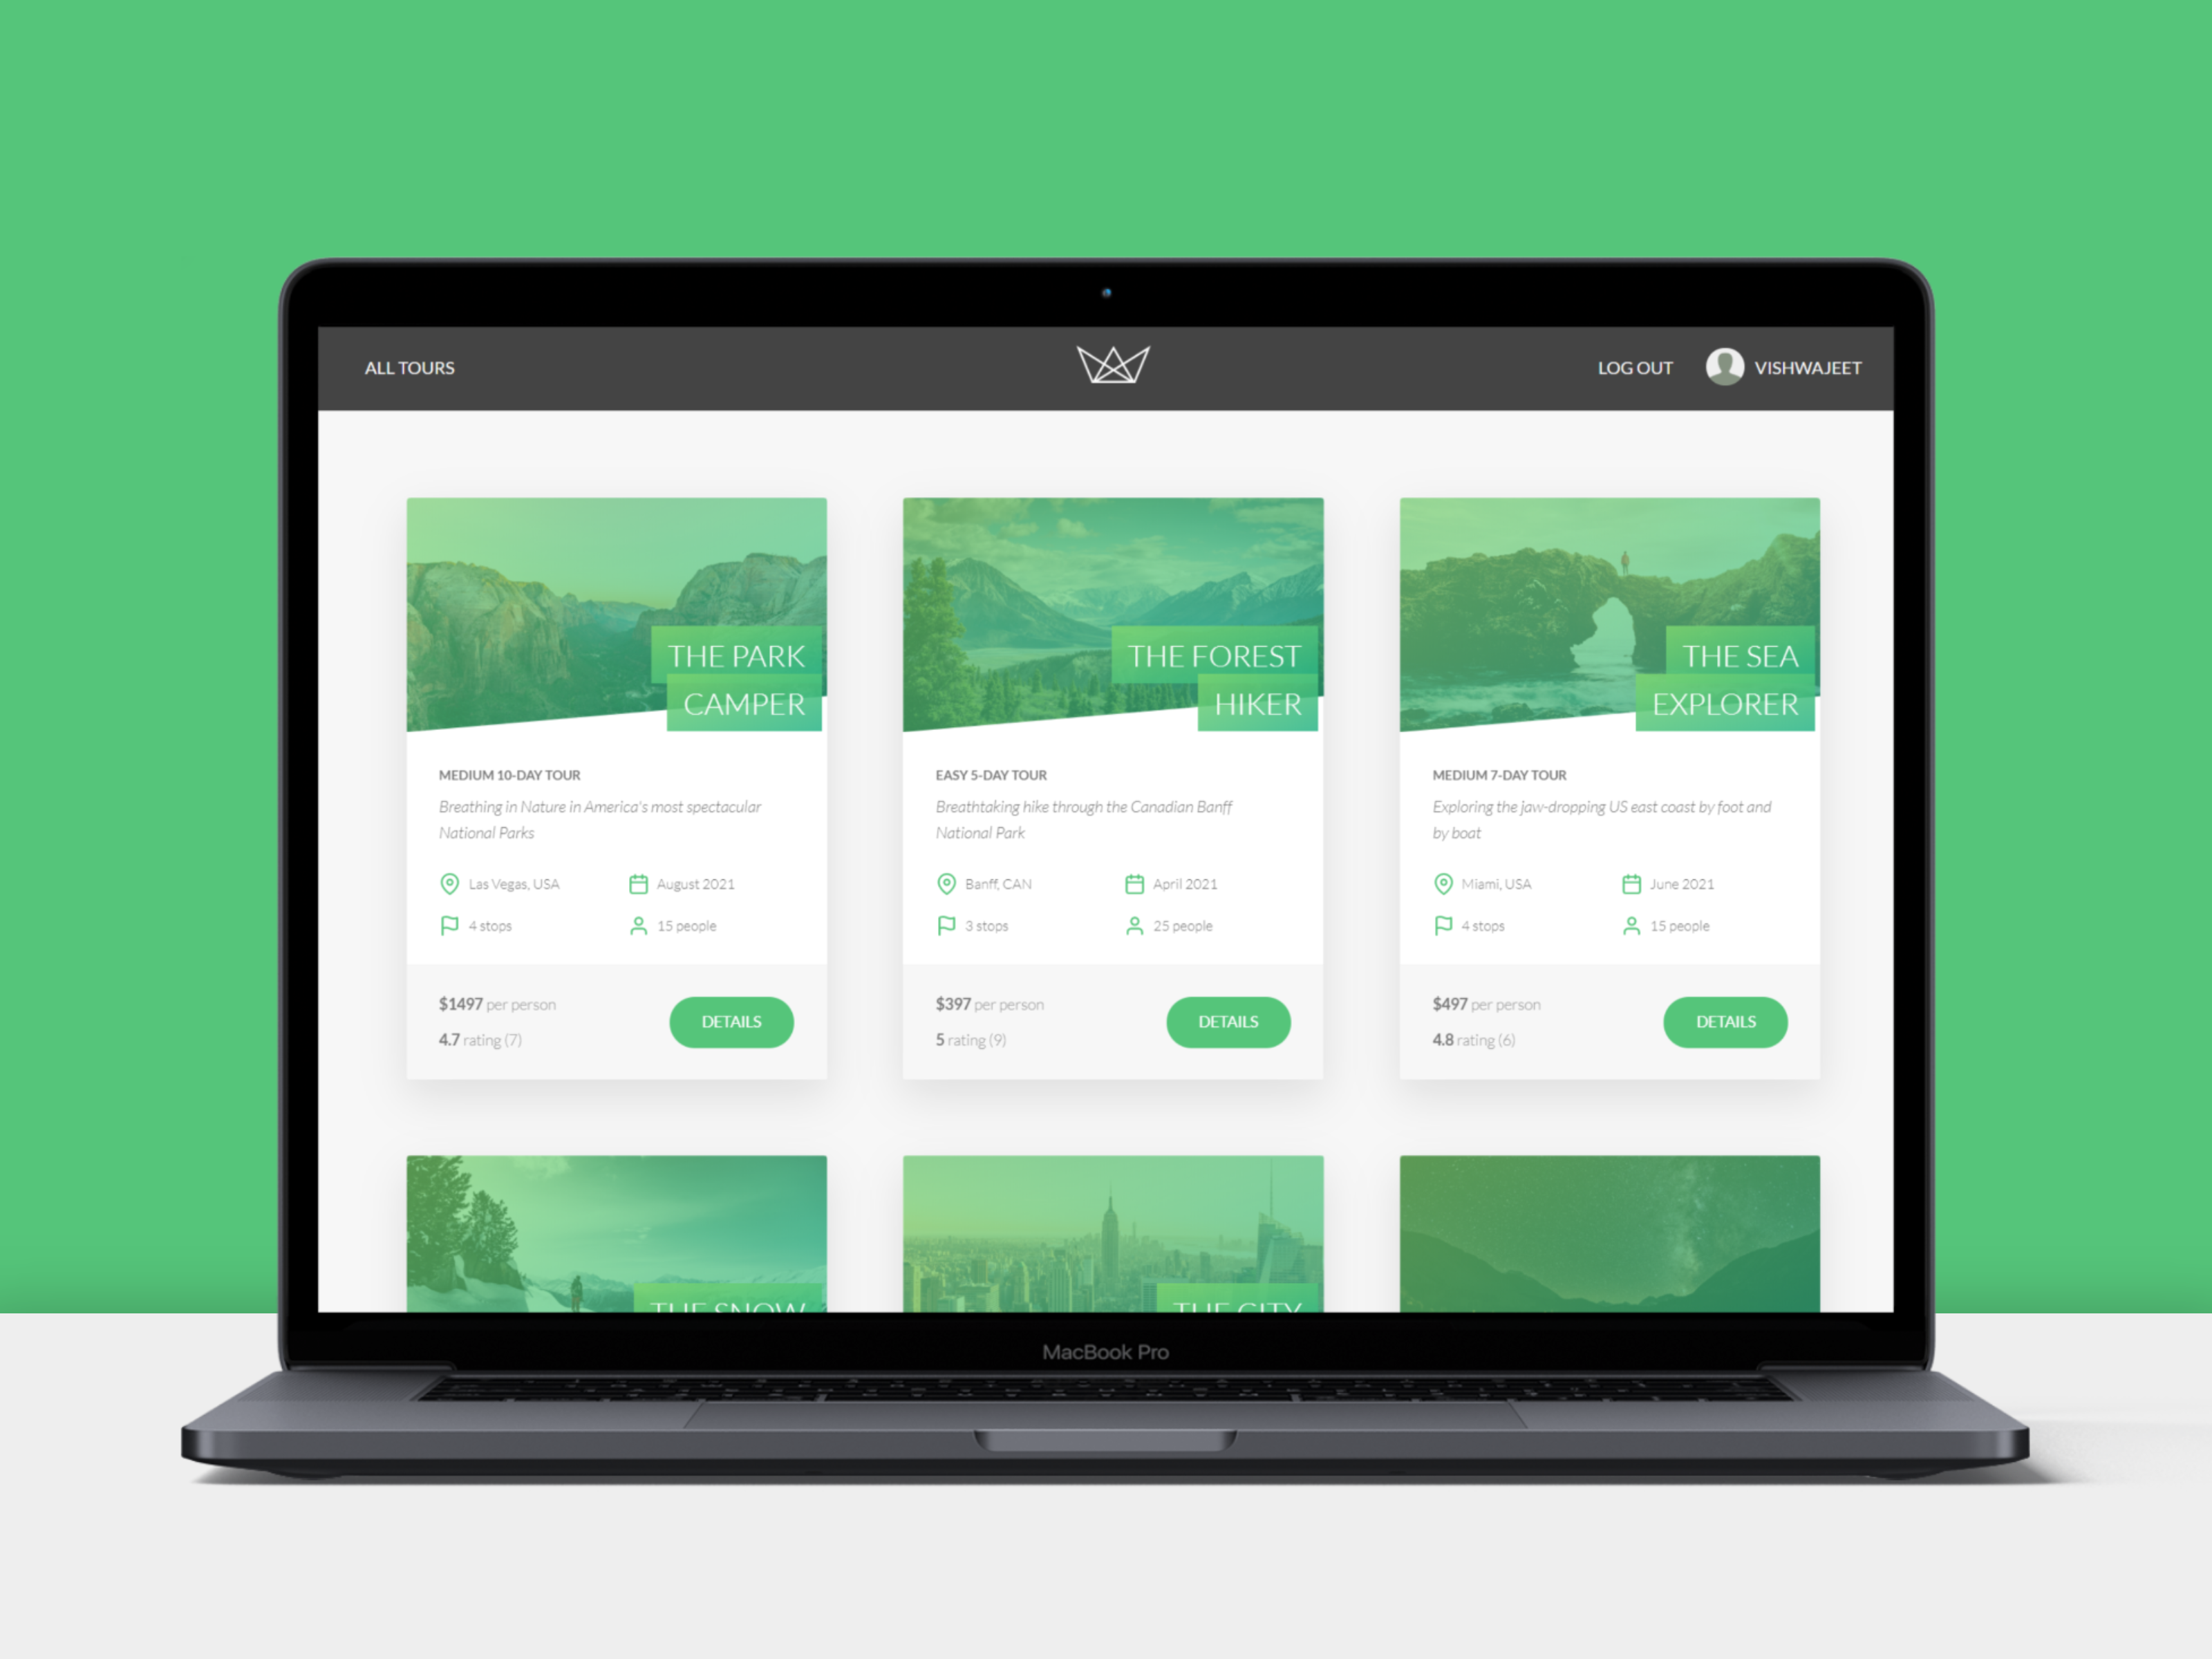 ALL TOURS
LOG OUT
VISHWAJEET
THE PARK
CAMPER
MEDIUM 10-DAY TOUR
Breathing in Nature in America's most spectacular
National Parks
Las Vegas, USA
August 2021
4 stops
15 people
$1497 per person
4.7 rating (7)
DETAILS
THE FOREST
HIKER
EASY 5-DAY TOUR
Breathtaking hike through the Canadian Banff
National Park
Banff, CAN
April 2021
3 stops
25 people
$397 per person
5 rating (9)
DETAILS
THE SEA
EXPLORER
MEDIUM 7-DAY TOUR
Exploring the jaw-dropping US east coast by foot and
by boat
Miami, USA
June 2021
4 stops
15 people
$497 per person
4.8 rating (6)
DETAILS
THE SNOW
THE CITY
MacBook Pro